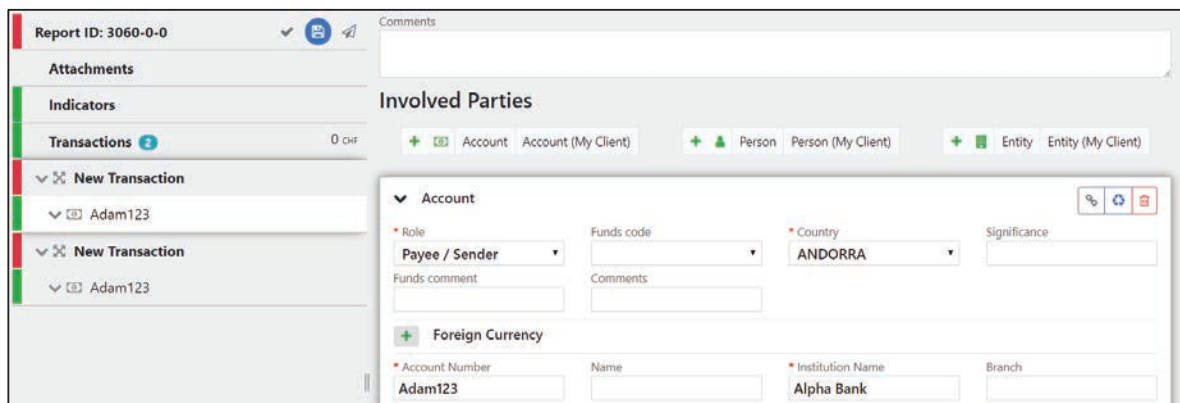 Report ID: 3060-0-0
Attachments
Indicators
Transactions 2 0 CHF
New Transaction
Adam123
New Transaction
Adam123
Comments
Involved Parties
+ Account Account (My Client) + Person Person (My Client) + Entity Entity (My Client)
Account
* Role Funds code * Country Significance
Payee / Sender ANDORRA
Funds comment Comments
+ Foreign Currency
* Account Number Name * Institution Name Branch
Adam123 Alpha Bank